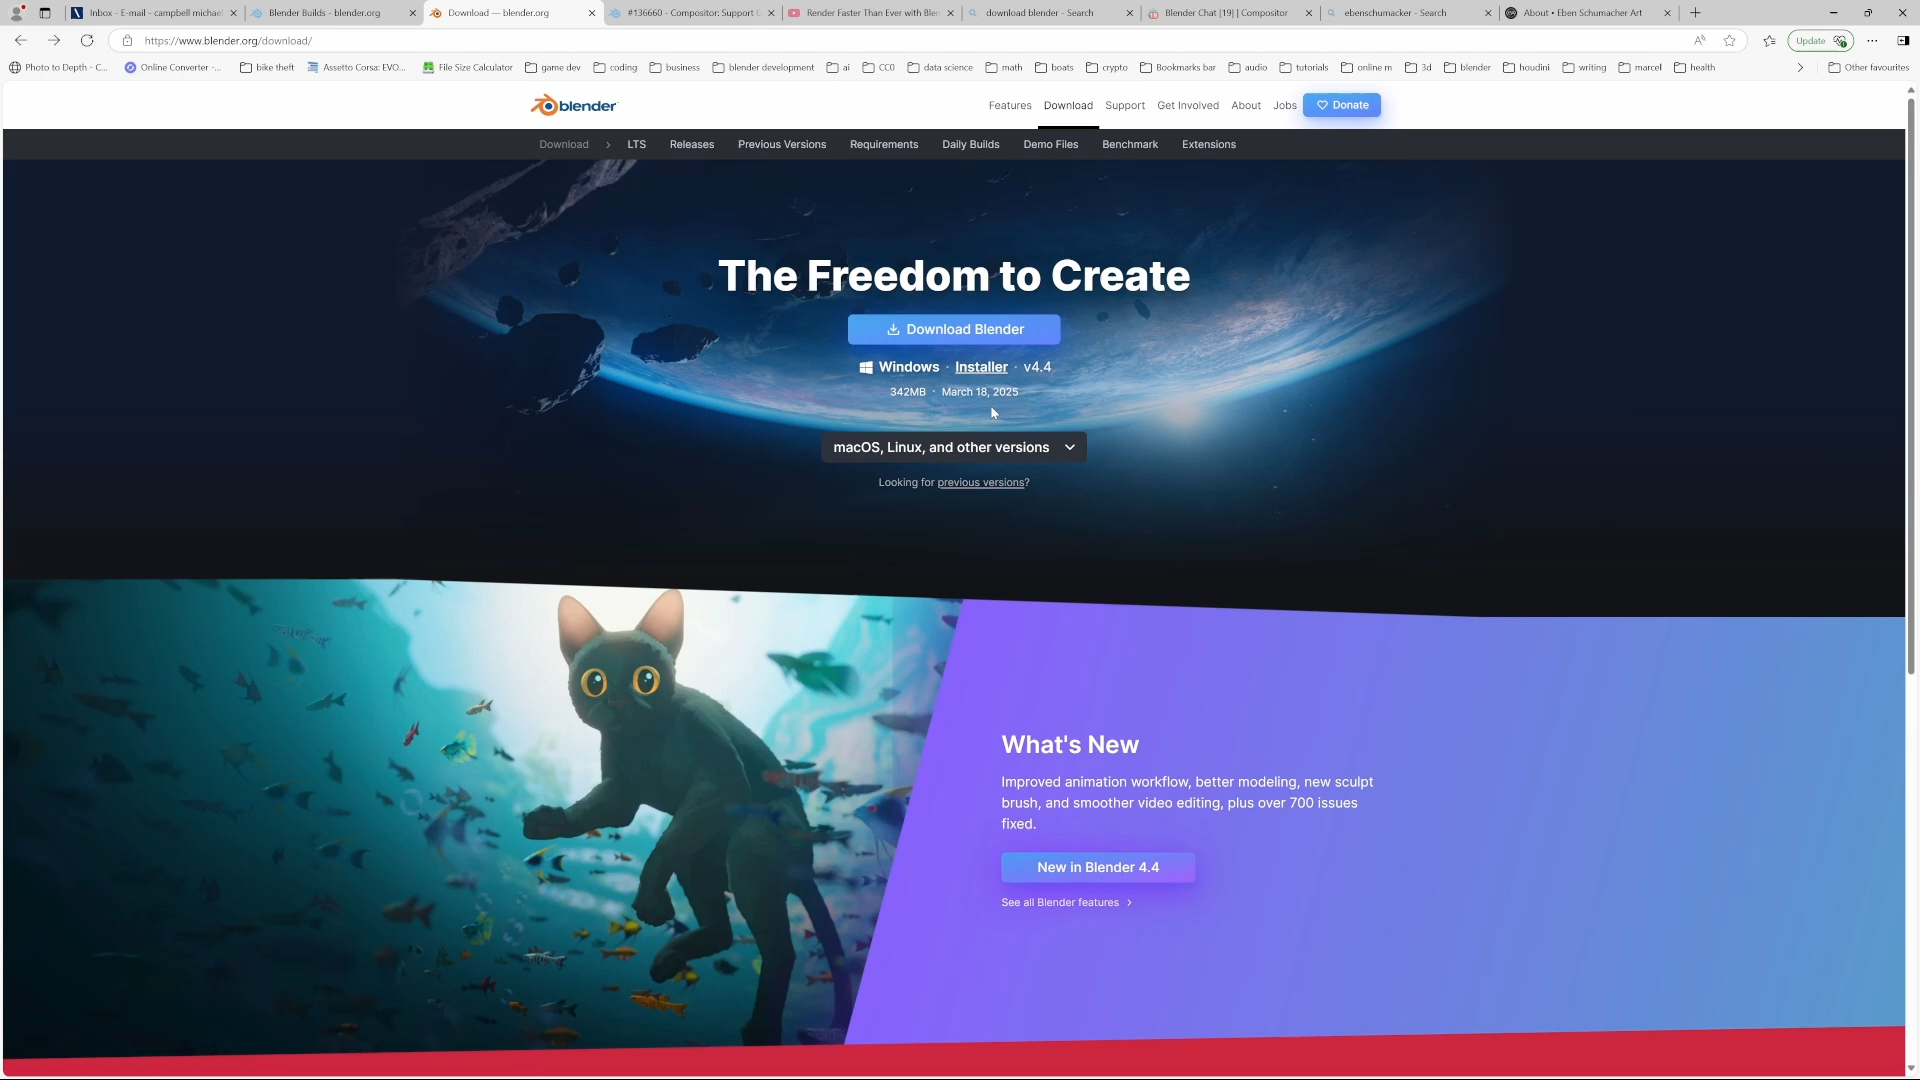 Inbox - E-mail - campbell michae
Blender Builds - blender.org
Download — blender.org
#136660 - Compositor: Support G
Render Faster Than Ever with Blen
download blender - Search
Blender Chat [19] | Compositor
ebenschumacker - Search
About • Eben Schumacher Art
https://www.blender.org/download/
Update
Photo to Depth - C...
Online Converter -...
bike theft
Assetto Corsa: EVO...
File Size Calculator
game dev
coding
business
blender development
ai
CC0
data science
math
boats
crypto
Bookmarks bar
audio
tutorials
online m
3d
blender
houdini
writing
marcel
health
Other favourites
blender
Features
Download
Support
Get Involved
About
Jobs
Donate
Download
LTS
Releases
Previous Versions
Requirements
Daily Builds
Demo Files
Benchmark
Extensions
The Freedom to Create
Download Blender
Windows · Installer · v4.4
342MB · March 18, 2025
macOS, Linux, and other versions
Looking for previous versions?
What's New
Improved animation workflow, better modeling, new sculpt
brush, and smoother video editing, plus over 700 issues
fixed.
New in Blender 4.4
See all Blender features